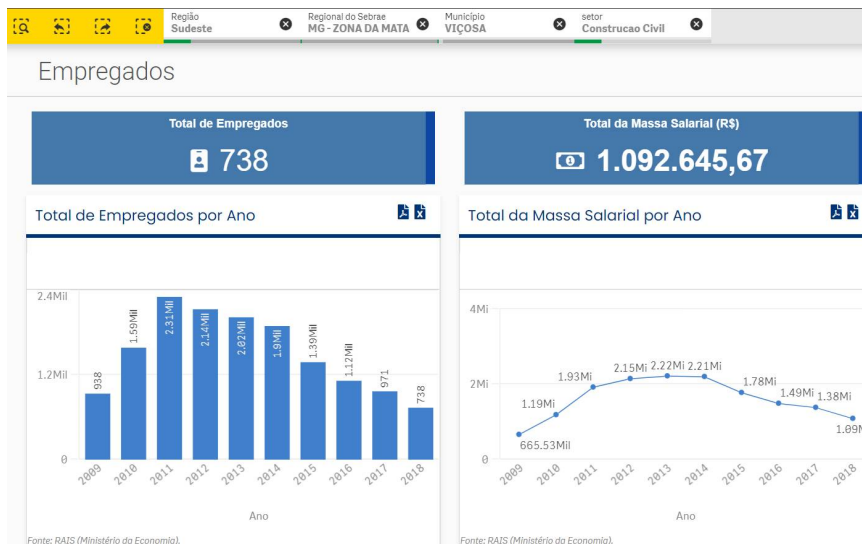 Região
Sudeste
Regional do Sebrae
MG - ZONA DA MATA
Município
VIÇOSA
setor
Construcao Civil
Empregados
Total de Empregados
738
Total da Massa Salarial (R$)
1.092.645,67
Total de Empregados por Ano
2.4Mil
1.2Mil
0
938
1.59Mil
2.31Mil
2.14Mil
2.02Mil
1.9Mil
1.39Mil
1.12Mil
971
738
2009 2010 2011 2012 2013 2014 2015 2016 2017 2018
Ano
Fonte: RAIS (Ministério da Economia).
Total da Massa Salarial por Ano
4Mi
2Mi
0
665.53Mil
1.19Mi
1.93Mi
2.15Mi
2.22Mi
2.21Mi
1.78Mi
1.49Mi
1.38Mi
1.09M
2009 2010 2011 2012 2013 2014 2015 2016 2017 2018
Ano
Fonte: RAIS (Ministério da Economia).